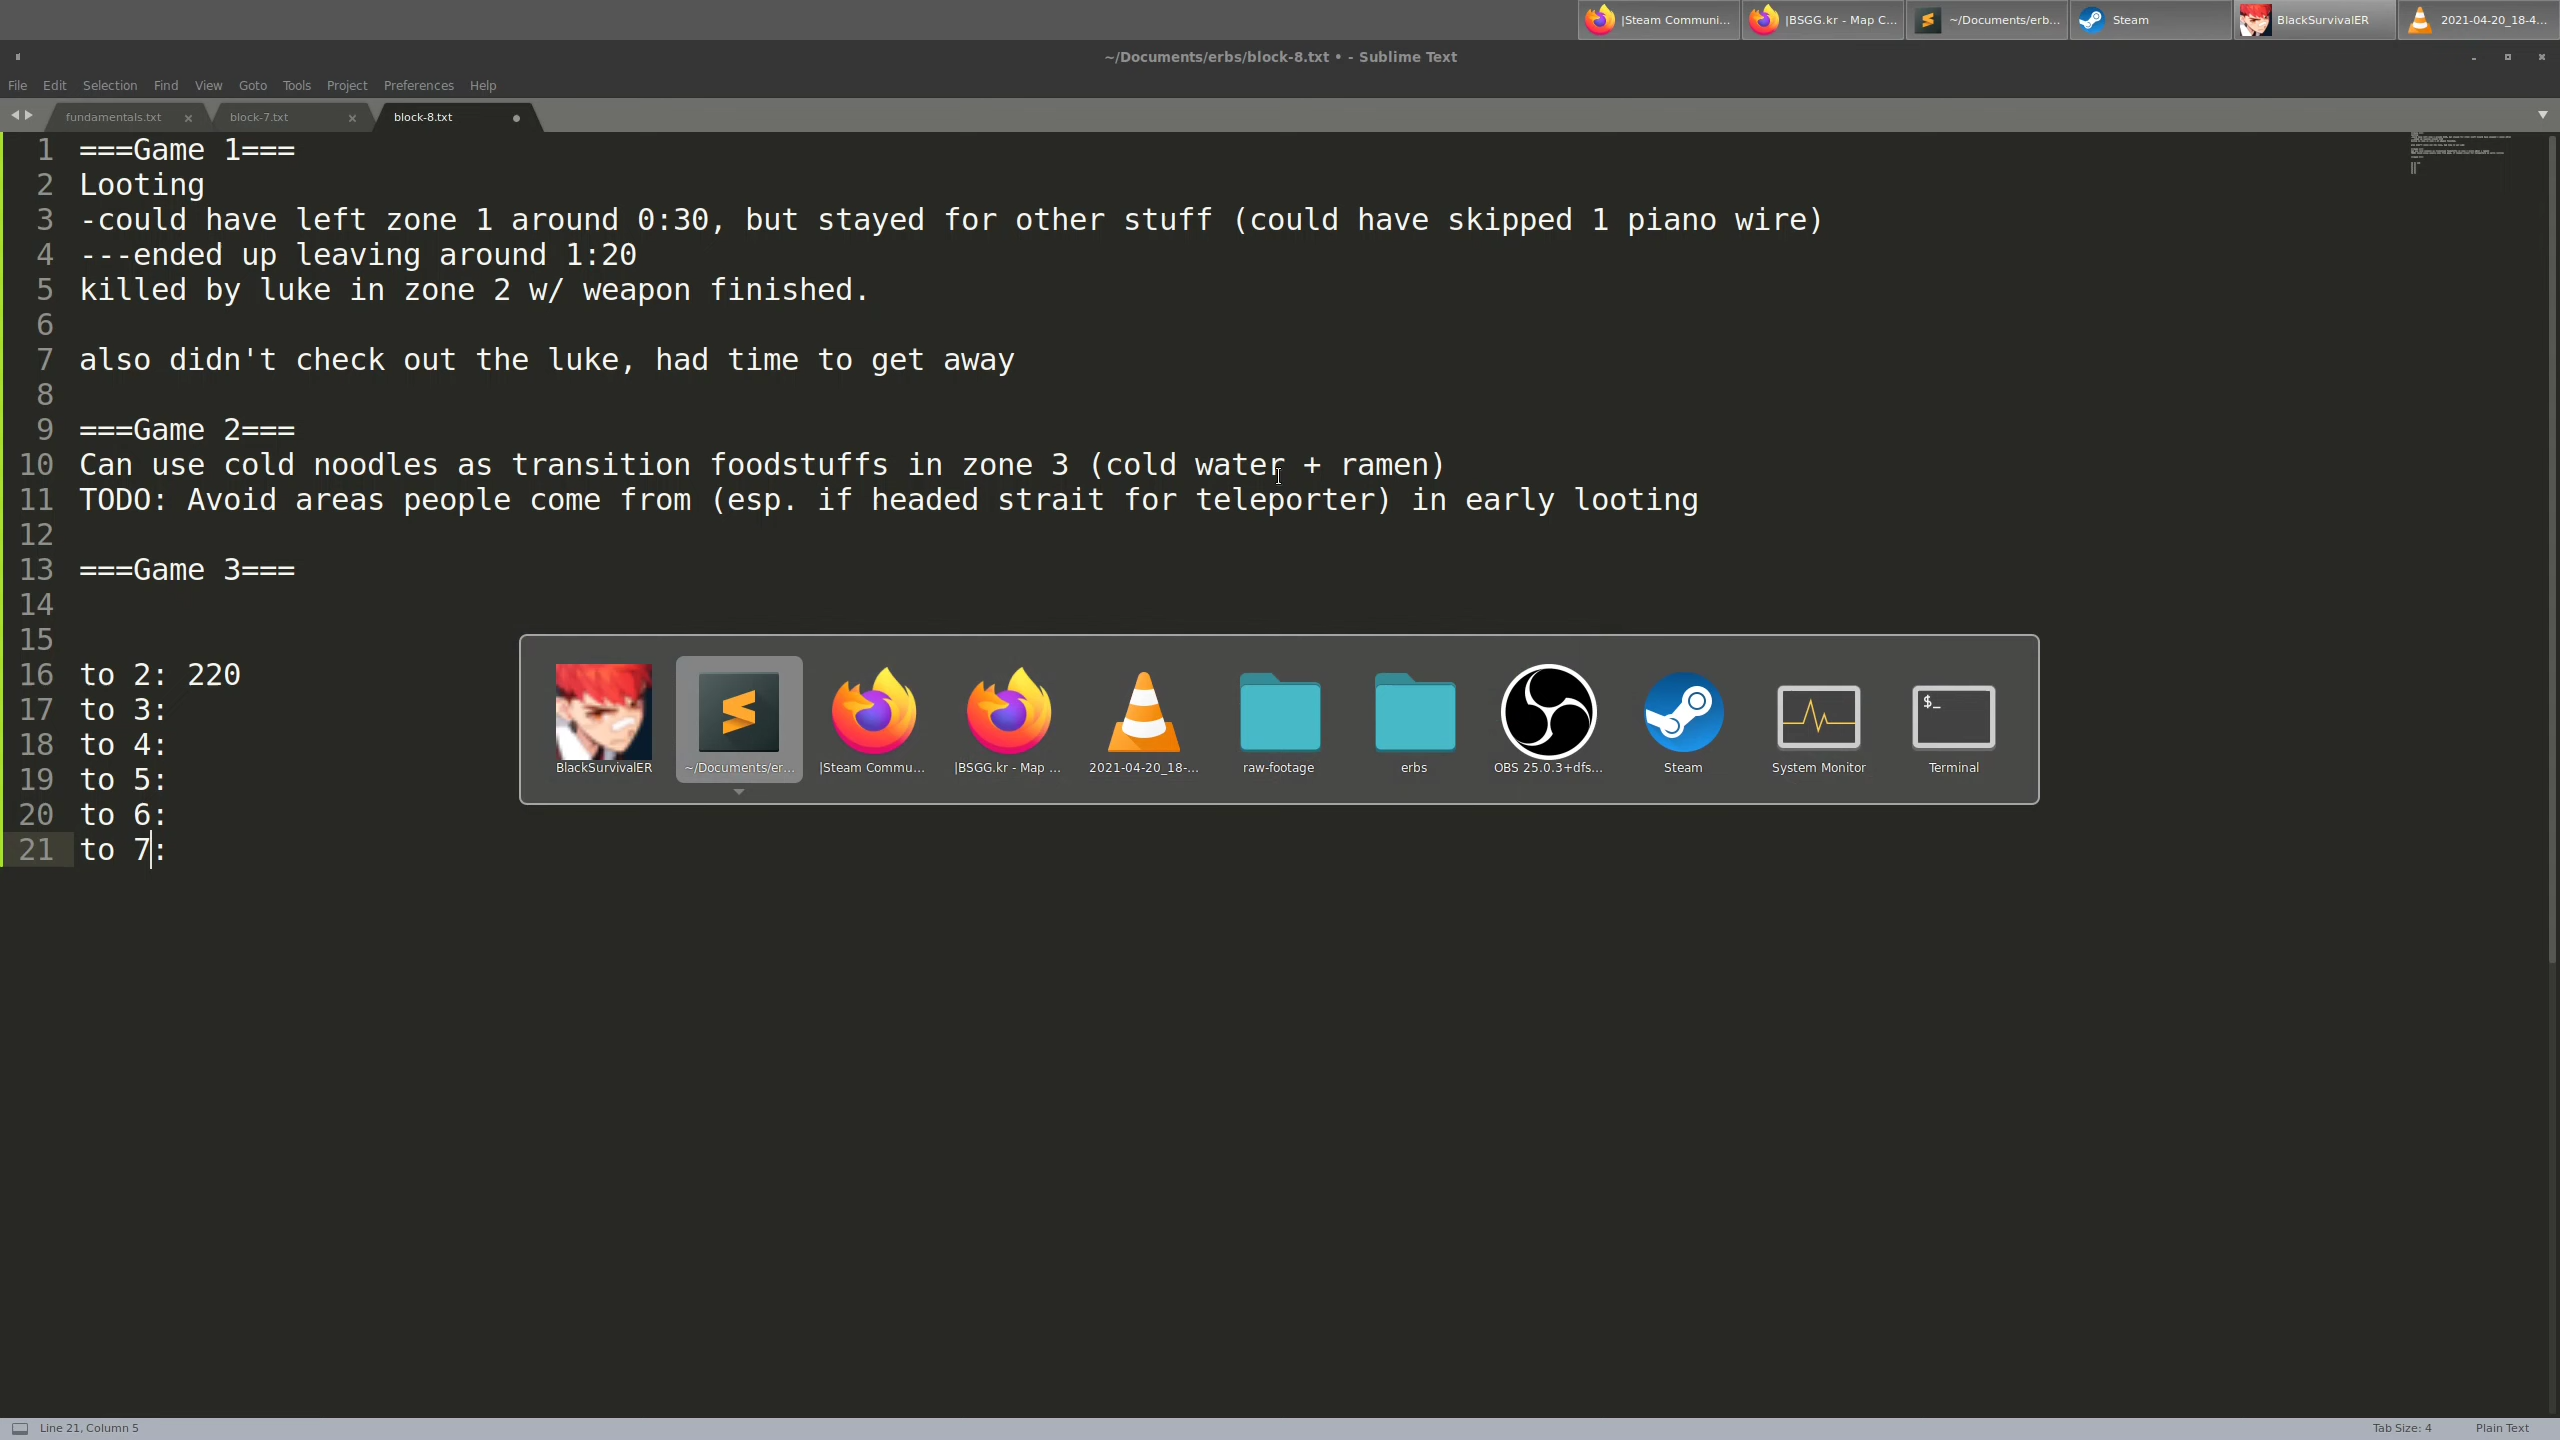 |Steam Communi...
|BSGG.kr - Map C...
~/Documents/erb...
Steam
BlackSurvivalER
2021-04-20_18-4...
~/Documents/erbs/block-8.txt • - Sublime Text
File Edit Selection Find View Goto Tools Project Preferences Help
fundamentals.txt
block-7.txt
block-8.txt
1 ===Game 1===
2 Looting
3 -could have left zone 1 around 0:30, but stayed for other stuff (could have skipped 1 piano wire)
4 ---ended up leaving around 1:20
5 killed by luke in zone 2 w/ weapon finished.
6
7 also didn't check out the luke, had time to get away
8
9 ===Game 2===
10 Can use cold noodles as transition foodstuffs in zone 3 (cold water + ramen)
11 TODO: Avoid areas people come from (esp. if headed strait for teleporter) in early looting
12
13 ===Game 3===
14
15
16 to 2: 220
17 to 3:
18 to 4:
19 to 5:
20 to 6:
21 to 7:
$_
BlackSurvivalER
~/Documents/er...
|Steam Commu...
|BSGG.kr - Map ...
2021-04-20_18-...
raw-footage
erbs
OBS 25.0.3+dfs...
Steam
System Monitor
Terminal
Line 21, Column 5
Tab Size: 4
Plain Text